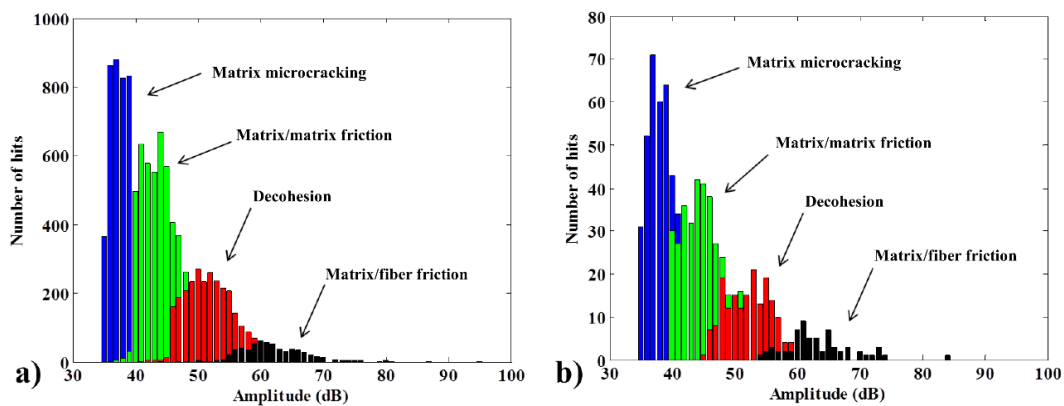 1000
800
600
400
200
0
30
40
50
60
70
80
90
100
Number of hits
Amplitude (dB)
Matrix microcracking
Matrix/matrix friction
Decohesion
Matrix/fiber friction
a)
80
70
60
50
40
30
20
10
0
30
40
50
60
70
80
90
100
Number of hits
Amplitude (dB)
Matrix microcracking
Matrix/matrix friction
Decohesion
Matrix/fiber friction
b)